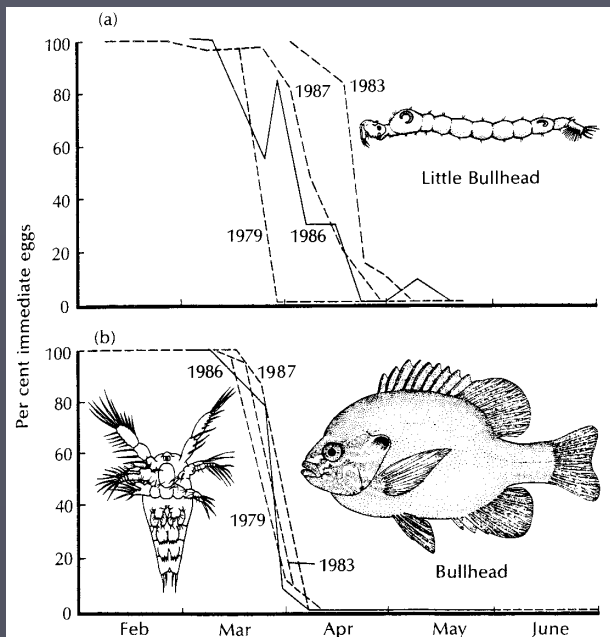 (a)
Per cent immediate eggs
100
80
60
40
20
0
1987
1983
1979
1986
Little Bullhead
(b)
100
80
60
40
20
0
1986
1987
1979
1983
Bullhead
Feb
Mar
Apr
May
June